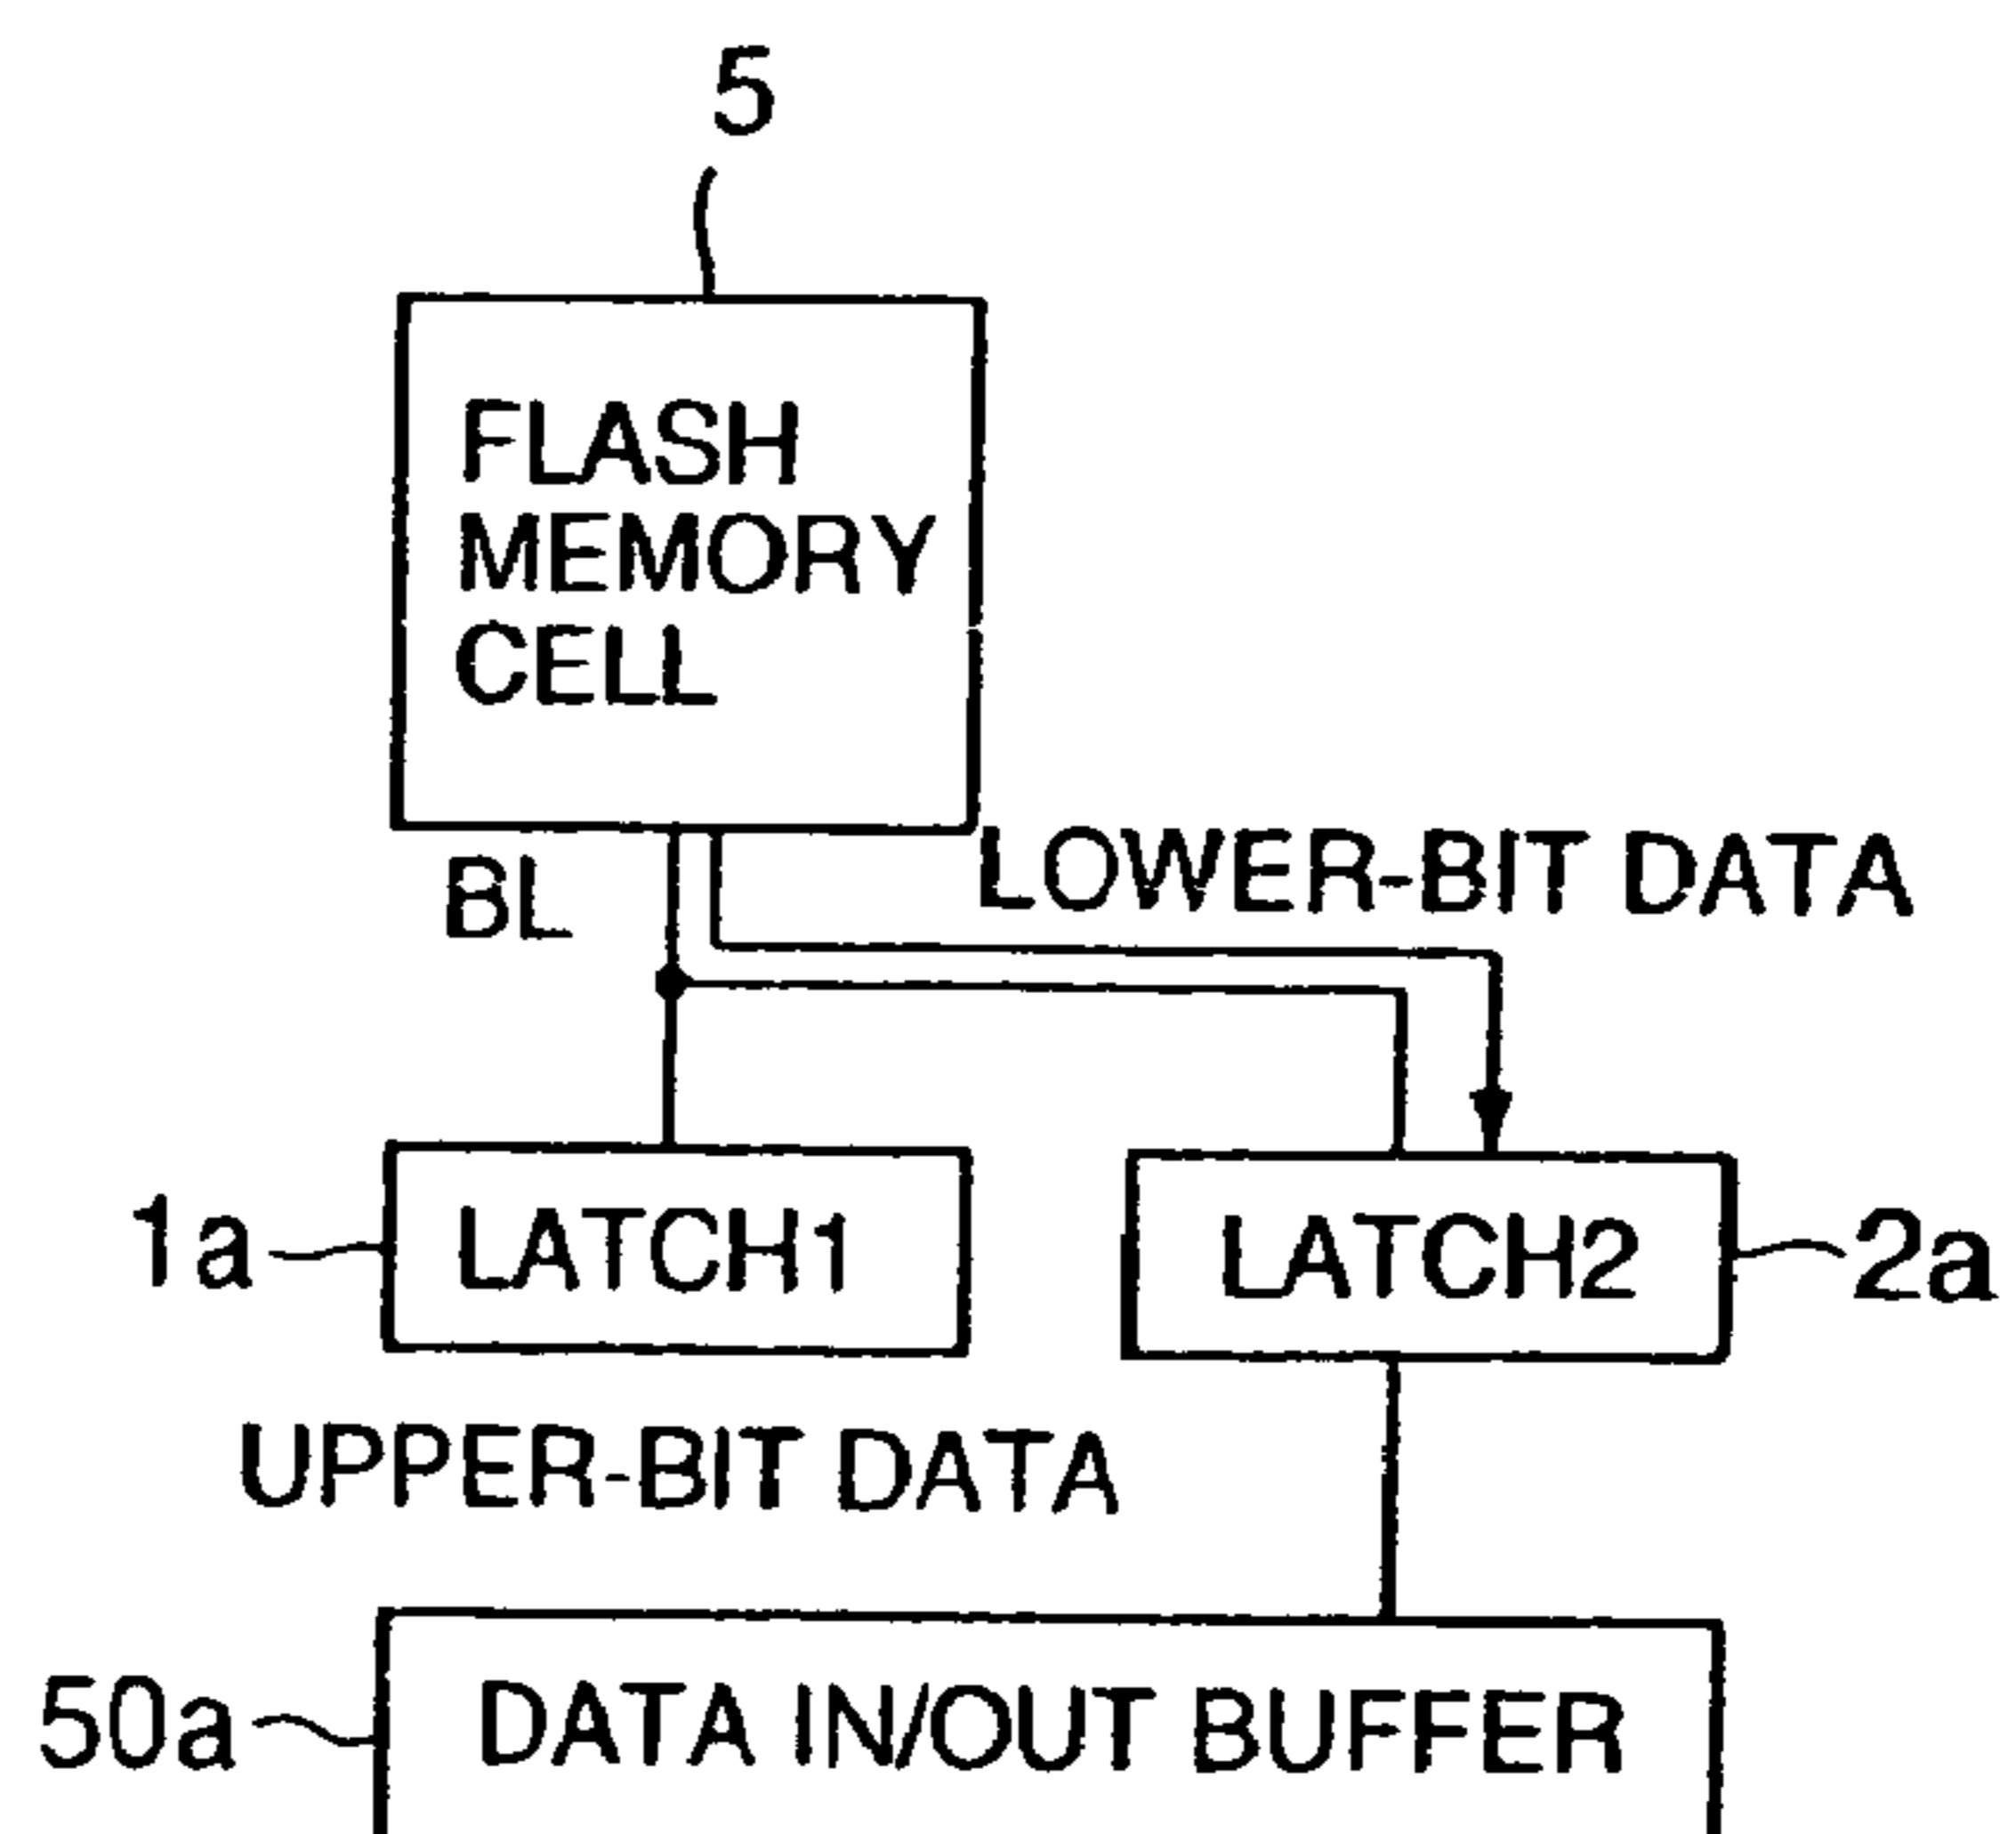 5
FLASH
MEMORY
CELL
BL
LOWER-BIT DATA
1a
LATCH1
LATCH2
2a
UPPER-BIT DATA
50a
DATA IN/OUT BUFFER